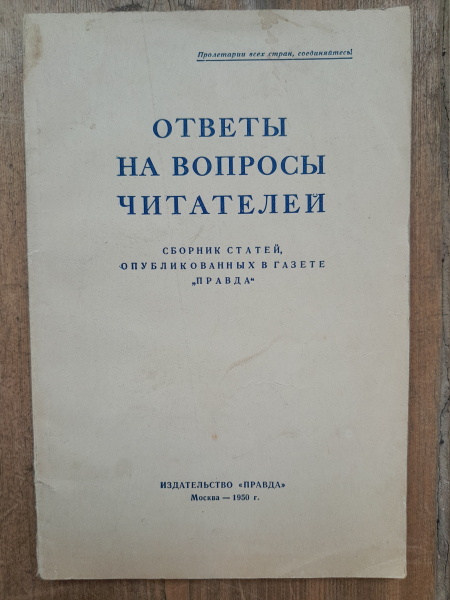 Пролетарии всех стран, соединяйтесь!
ОТВЕТЫ
НА ВОПРОСЫ
ЧИТАТЕЛЕЙ
СБОРНИК СТАТЕЙ,
ОПУБЛИКОВАННЫХ В ГАЗЕТЕ
„ПРАВДА“
ИЗДАТЕЛЬСТВО «ПРАВДА»
Москва — 1950 г.